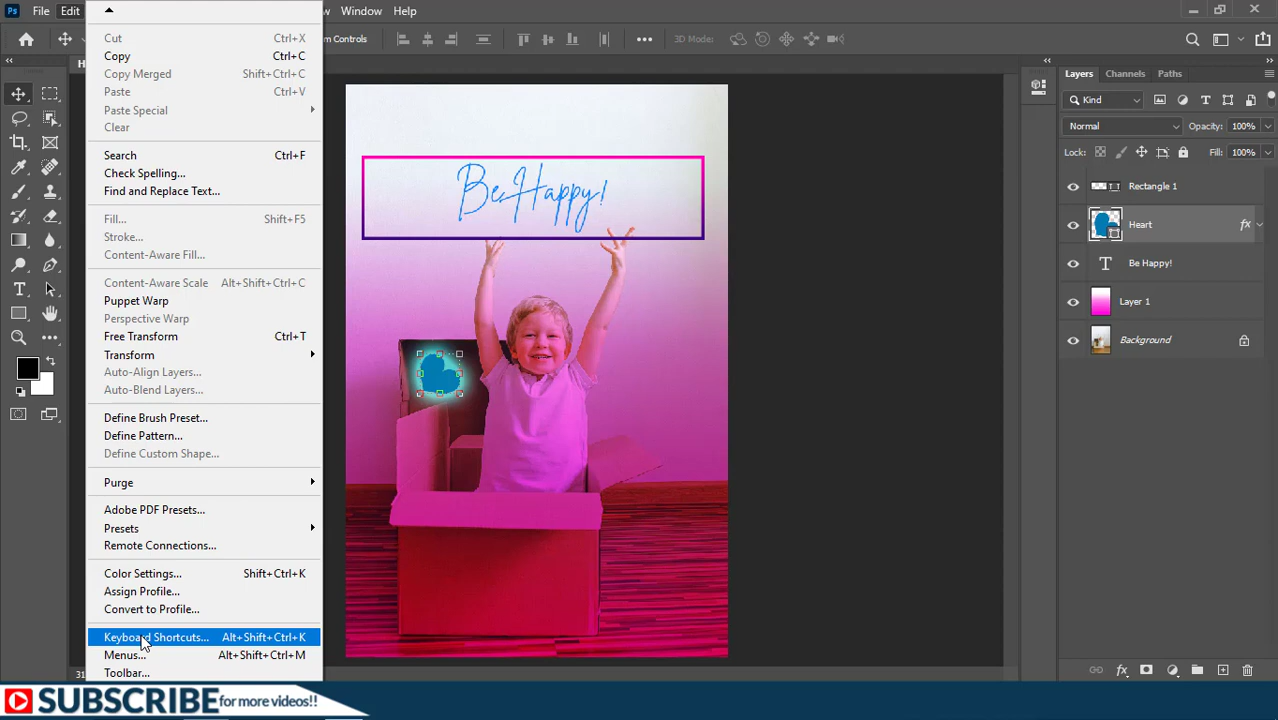 Ps File Edit w Window Help
m Controls 3D Mode:
Cut Ctrl+X
Copy Ctrl+C
Copy Merged Shift+Ctrl+C
Paste Ctrl+V
Paste Special
Clear
Search Ctrl+F
Check Spelling...
Find and Replace Text...
Fill... Shift+F5
Stroke...
Content-Aware Fill...
Content-Aware Scale Alt+Shift+Ctrl+C
Puppet Warp
Perspective Warp
Free Transform Ctrl+T
Transform
Auto-Align Layers...
Auto-Blend Layers...
Define Brush Preset...
Define Pattern...
Define Custom Shape...
Purge
Adobe PDF Presets...
Presets
Remote Connections...
Color Settings... Shift+Ctrl+K
Assign Profile...
Convert to Profile...
Keyboard Shortcuts... Alt+Shift+Ctrl+K
Menus... Alt+Shift+Ctrl+M
Toolbar...
H
31
Be Happy!
Layers Channels Paths
Kind
Normal Opacity: 100%
Lock: Fill: 100%
Rectangle 1
Heart fx
Be Happy!
Layer 1
Background
fx
SUBSCRIBE for more videos!!